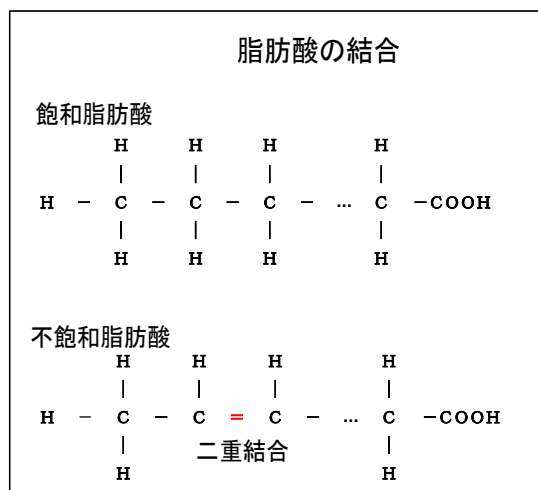 脂肪酸の結合
飽和脂肪酸
H H H H
| | | |
H − C − C − C − ... C −COOH
| | | |
H H H H
不飽和脂肪酸
H H H H
| | | |
H − C − C = C − ... C −COOH
| 二重結合 |
H H